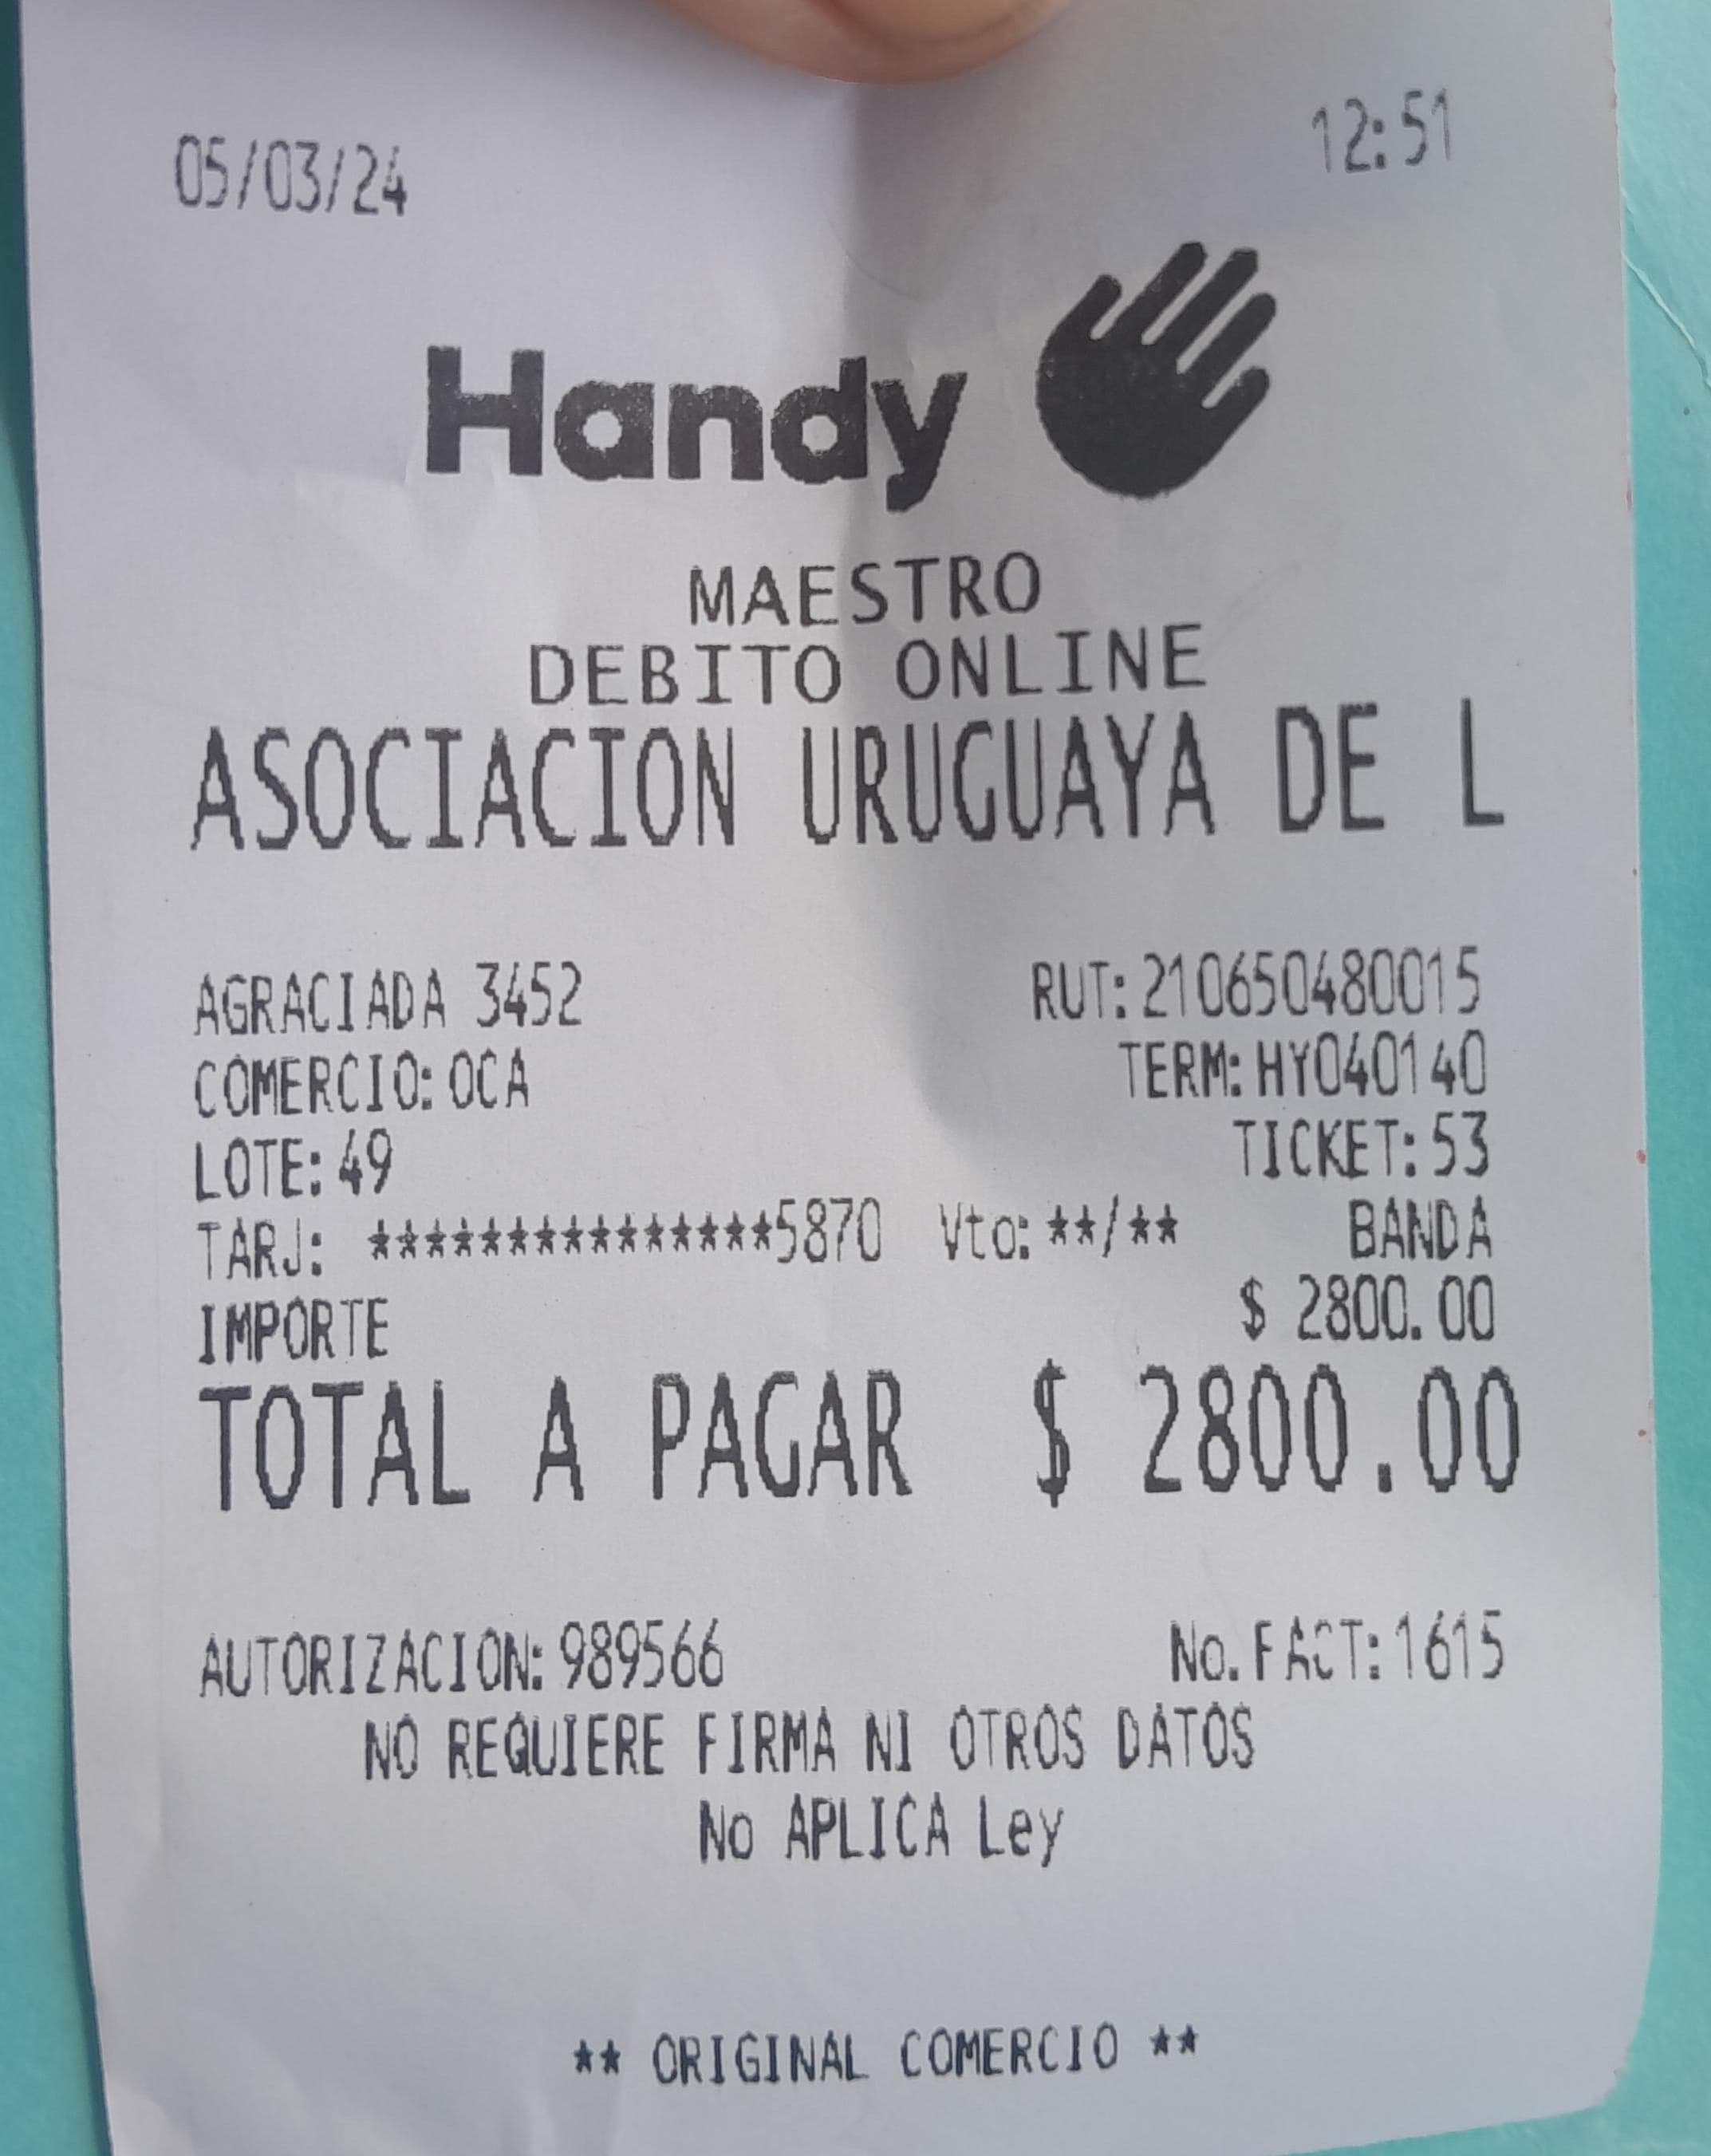 05/03/24 12:51
Handy
MAESTRO
DEBITO ONLINE
ASOCIACION URUGUAYA DE L
AGRACIADA 3452 RUT:210650480015
COMERCIO:OCA TERM:HY040140
LOTE:49 TICKET:53
TARJ: ***************5870 Vto:**/** BANDA
IMPORTE $ 2800.00
TOTAL A PAGAR $ 2800.00
AUTORIZACION:989566 No.FACT:1615
NO REQUIERE FIRMA NI OTROS DATOS
No APLICA Ley
** ORIGINAL COMERCIO **